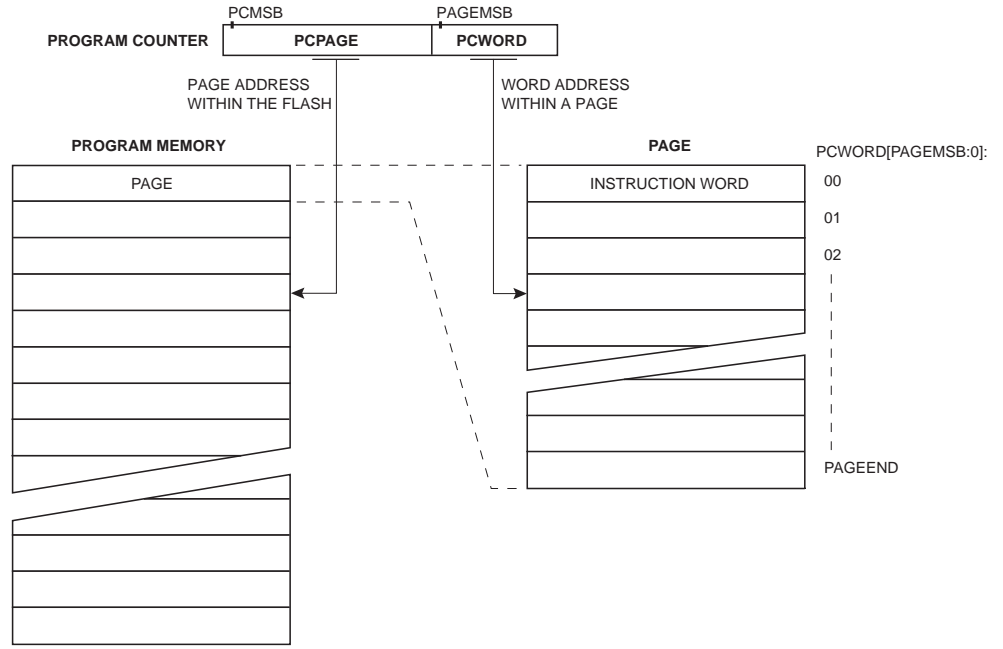 PCMSB PAGEMSB
PROGRAM COUNTER PCPAGE PCWORD
PAGE ADDRESS
WITHIN THE FLASH
WORD ADDRESS
WITHIN A PAGE
PROGRAM MEMORY
PAGE
PAGE
INSTRUCTION WORD
PCWORD[PAGEMSB:0]:
00
01
02
PAGEEND